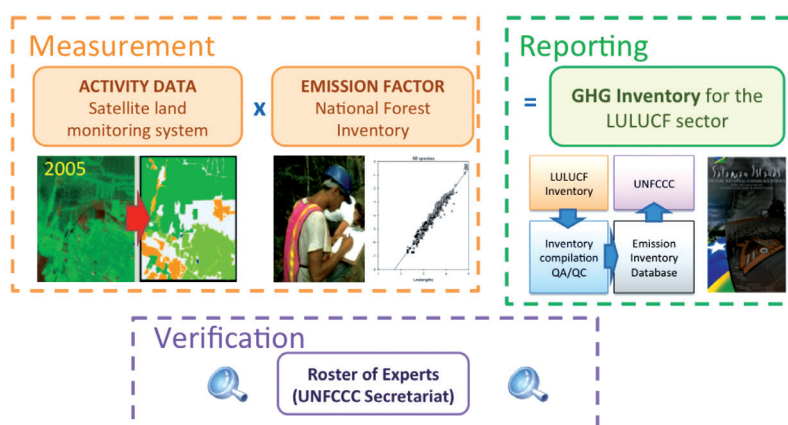 Measurement
ACTIVITY DATA
Satellite land
monitoring system
x
EMISSION FACTOR
National Forest
Inventory
2005
All species
Reporting
=
GHG Inventory for the
LULUCF sector
LULUCF
Inventory
UNFCCC
Inventory
compilation
QA/QC
Emission
Inventory
Database
Solomon Islands
Verification
Roster of Experts
(UNFCCC Secretariat)